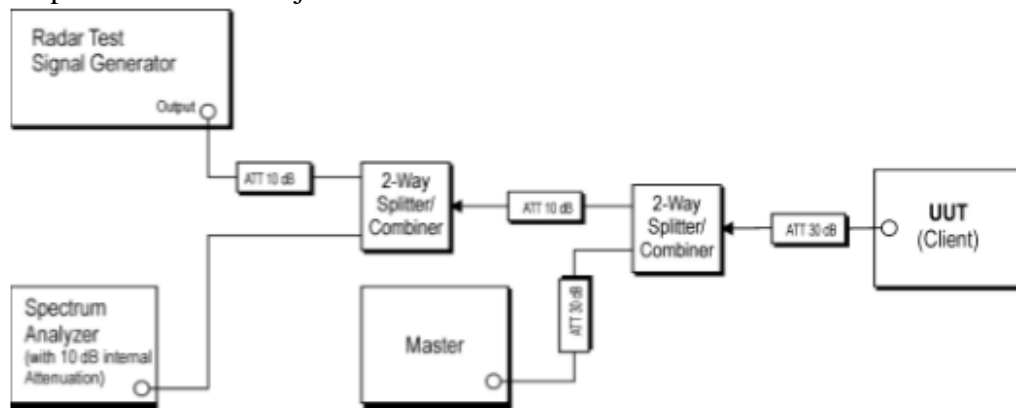 Radar Test
Signal Generator
Output
ATT 10 dB
2-Way
Splitter/
Combiner
ATT 10 dB
2-Way
Splitter/
Combiner
ATT 30 dB
UUT
(Client)
Spectrum
Analyzer
(with 10 dB internal
Attenuation)
Master
ATT 30 dB